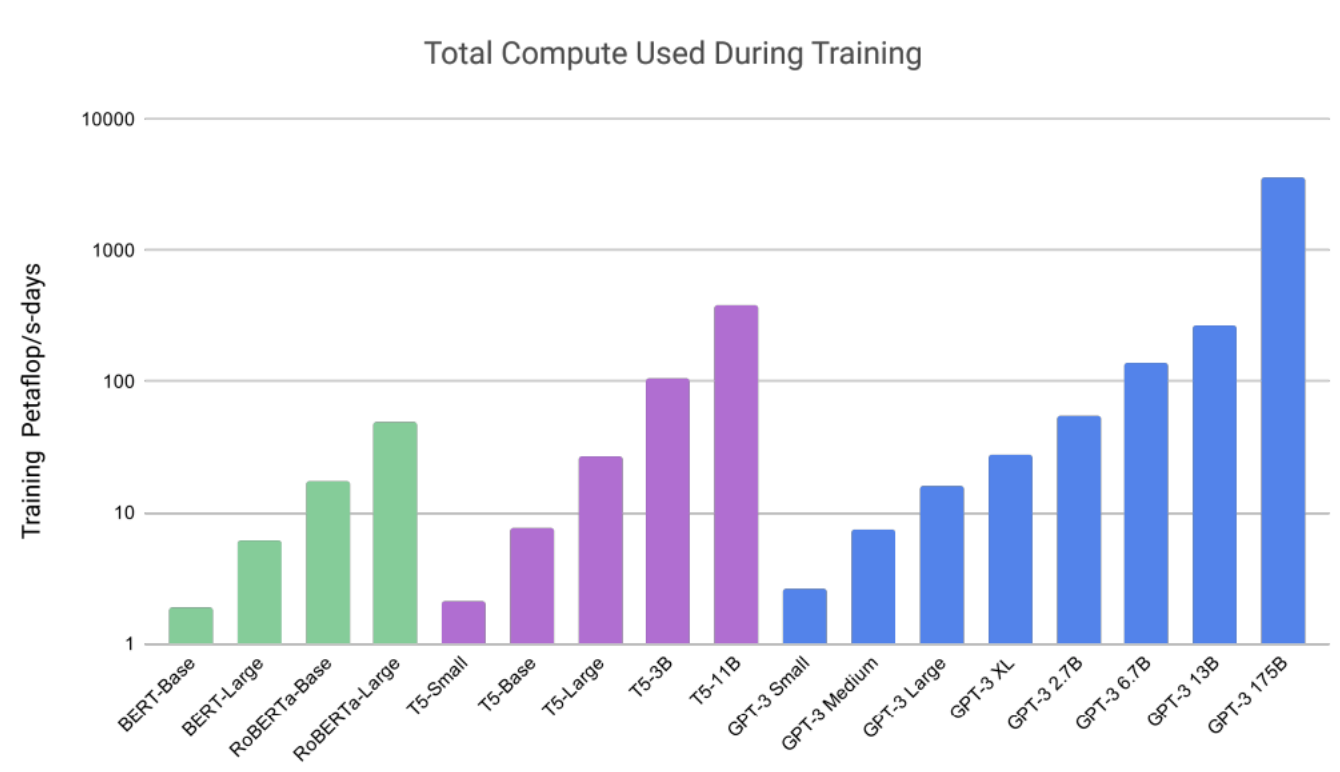 Total Compute Used During Training
Training Petaflop/s-days
10000
1000
100
10
1
BERT-Base
BERT-Large
RoBERTa-Base
RoBERTa-Large
T5-Small
T5-Base
T5-Large
T5-3B
T5-11B
GPT-3 Small
GPT-3 Medium
GPT-3 Large
GPT-3 XL
GPT-3 2.7B
GPT-3 6.7B
GPT-3 13B
GPT-3 175B